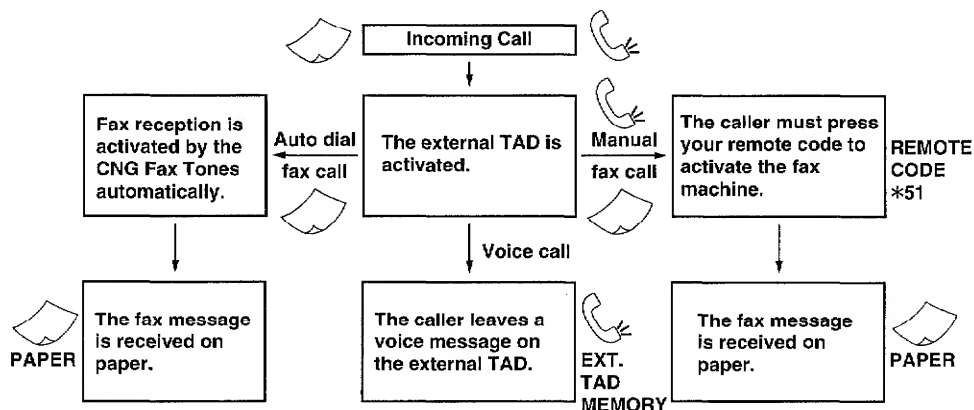 Incoming Call
Fax reception is
activated by the
CNG Fax Tones
automatically.
Auto dial
fax call
The external TAD is
activated.
Manual
fax call
The caller must press
your remote code to
activate the fax
machine.
REMOTE
CODE
*51
Voice call
PAPER
The fax message
is received on
paper.
The caller leaves a
voice message on
the external TAD.
EXT.
TAD
MEMORY
The fax message
is received on
paper.
PAPER